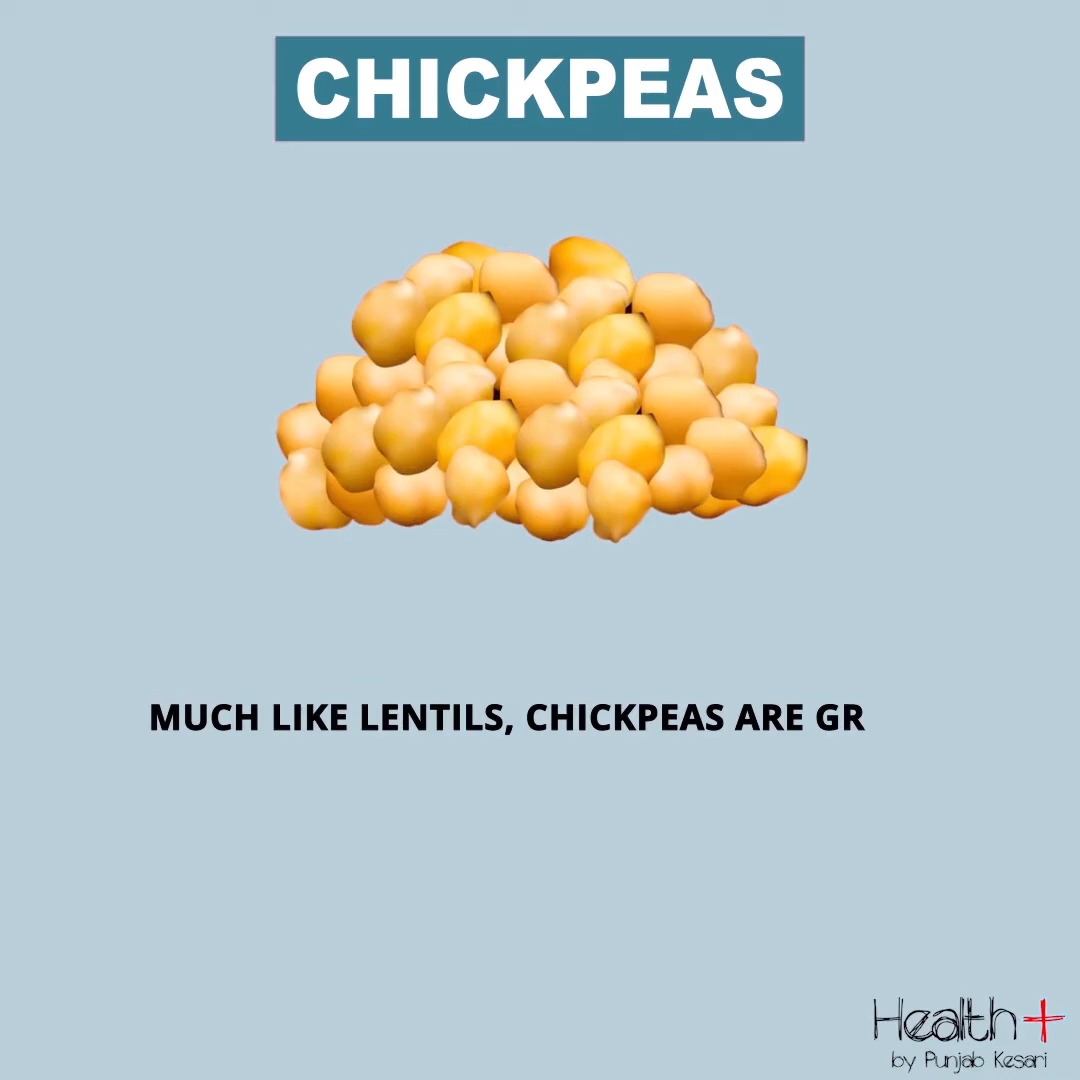 CHICKPEAS
MUCH LIKE LENTILS, CHICKPEAS ARE GR
Health+
by Punjab Kesari